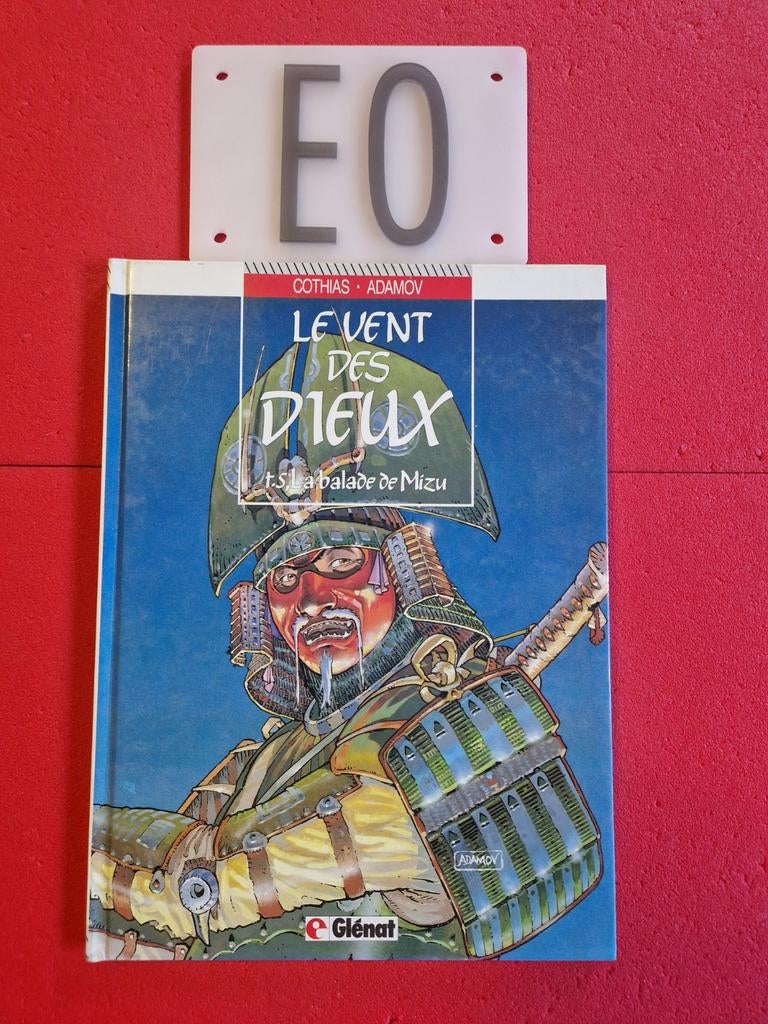 EO
COTHIAS • ADAMOV
LE VENT
DES
DIEUX
t.5. La balade de Mizu
ADAMOV
e Glénat